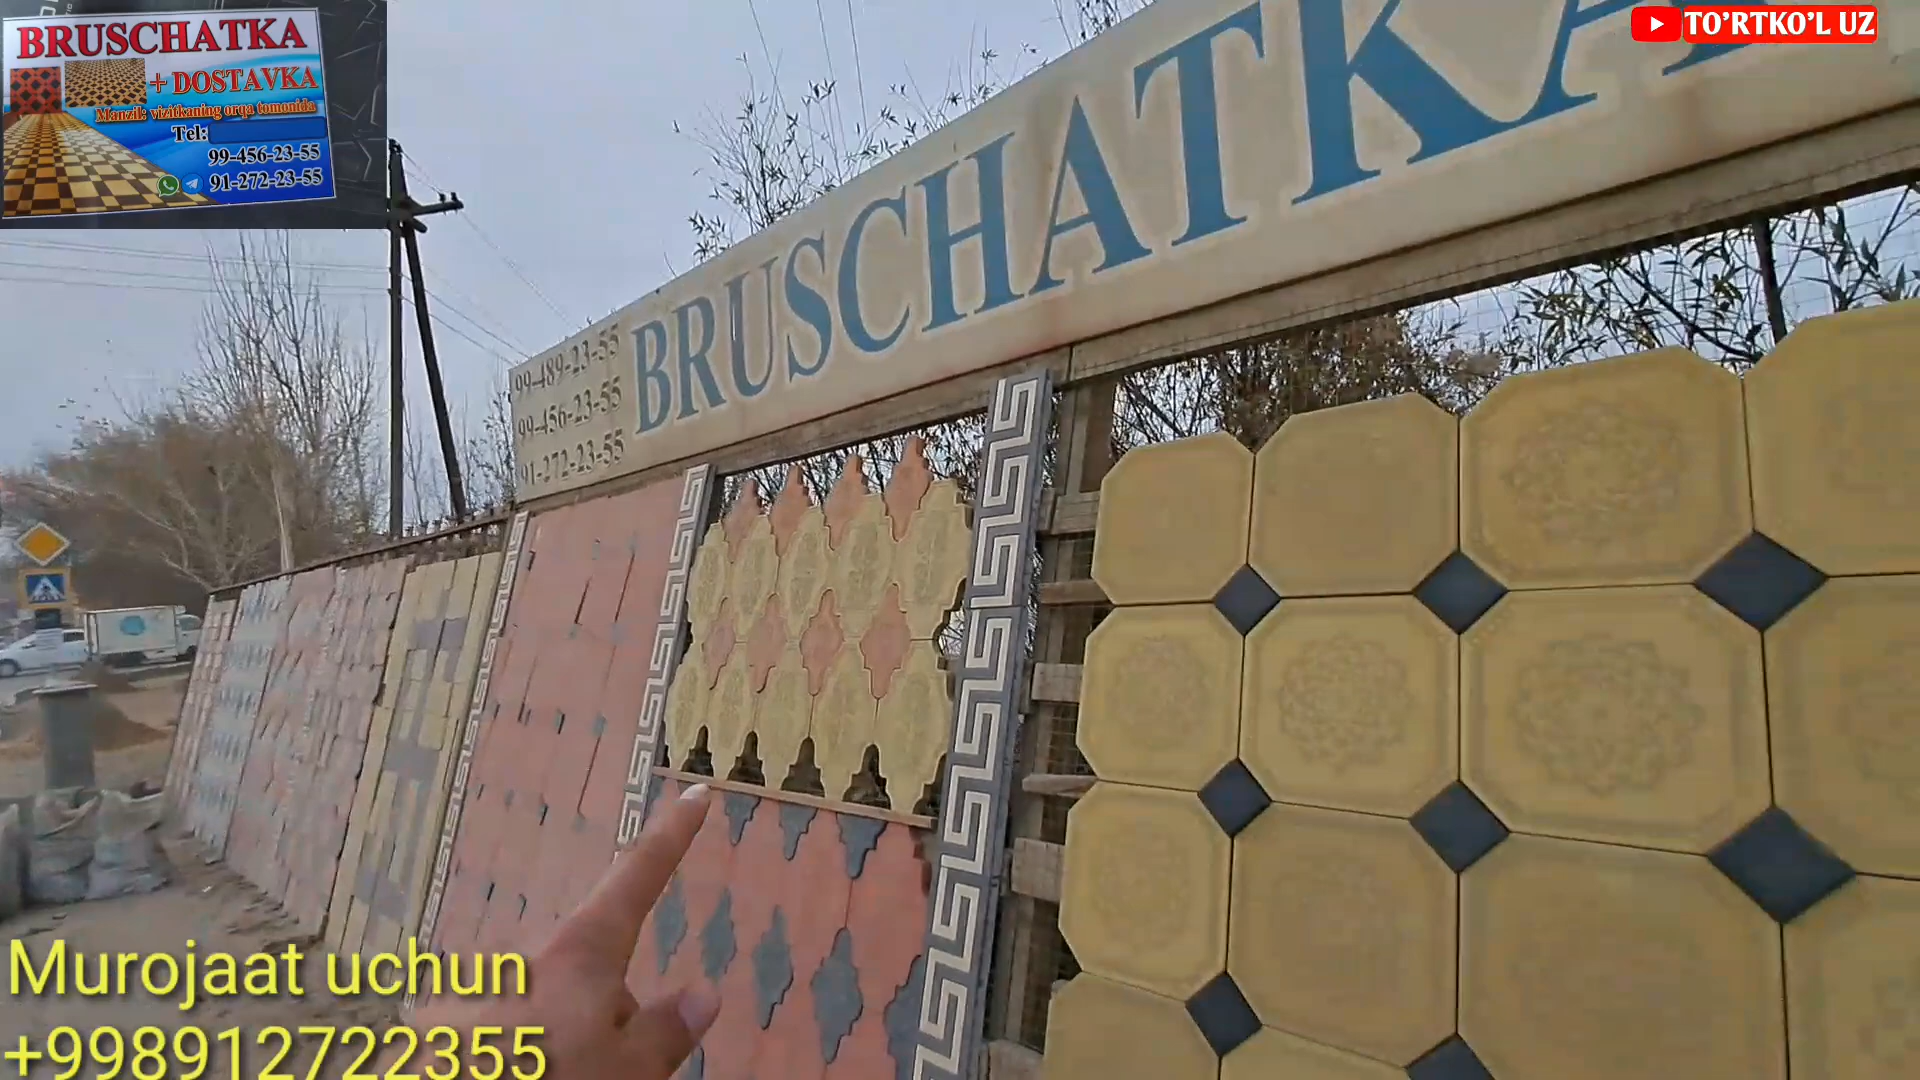 BRUSCHATKA
+ DOSTAVKA
Manzil: vizitkaning orqa tomonida
Tel:
99-456-23-55
91-272-23-55
TO'RTKO'L UZ
BRUSCHATKA
99-489-23-55
99-456-23-55
91-272-23-55
Murojaat uchun
+998912722355